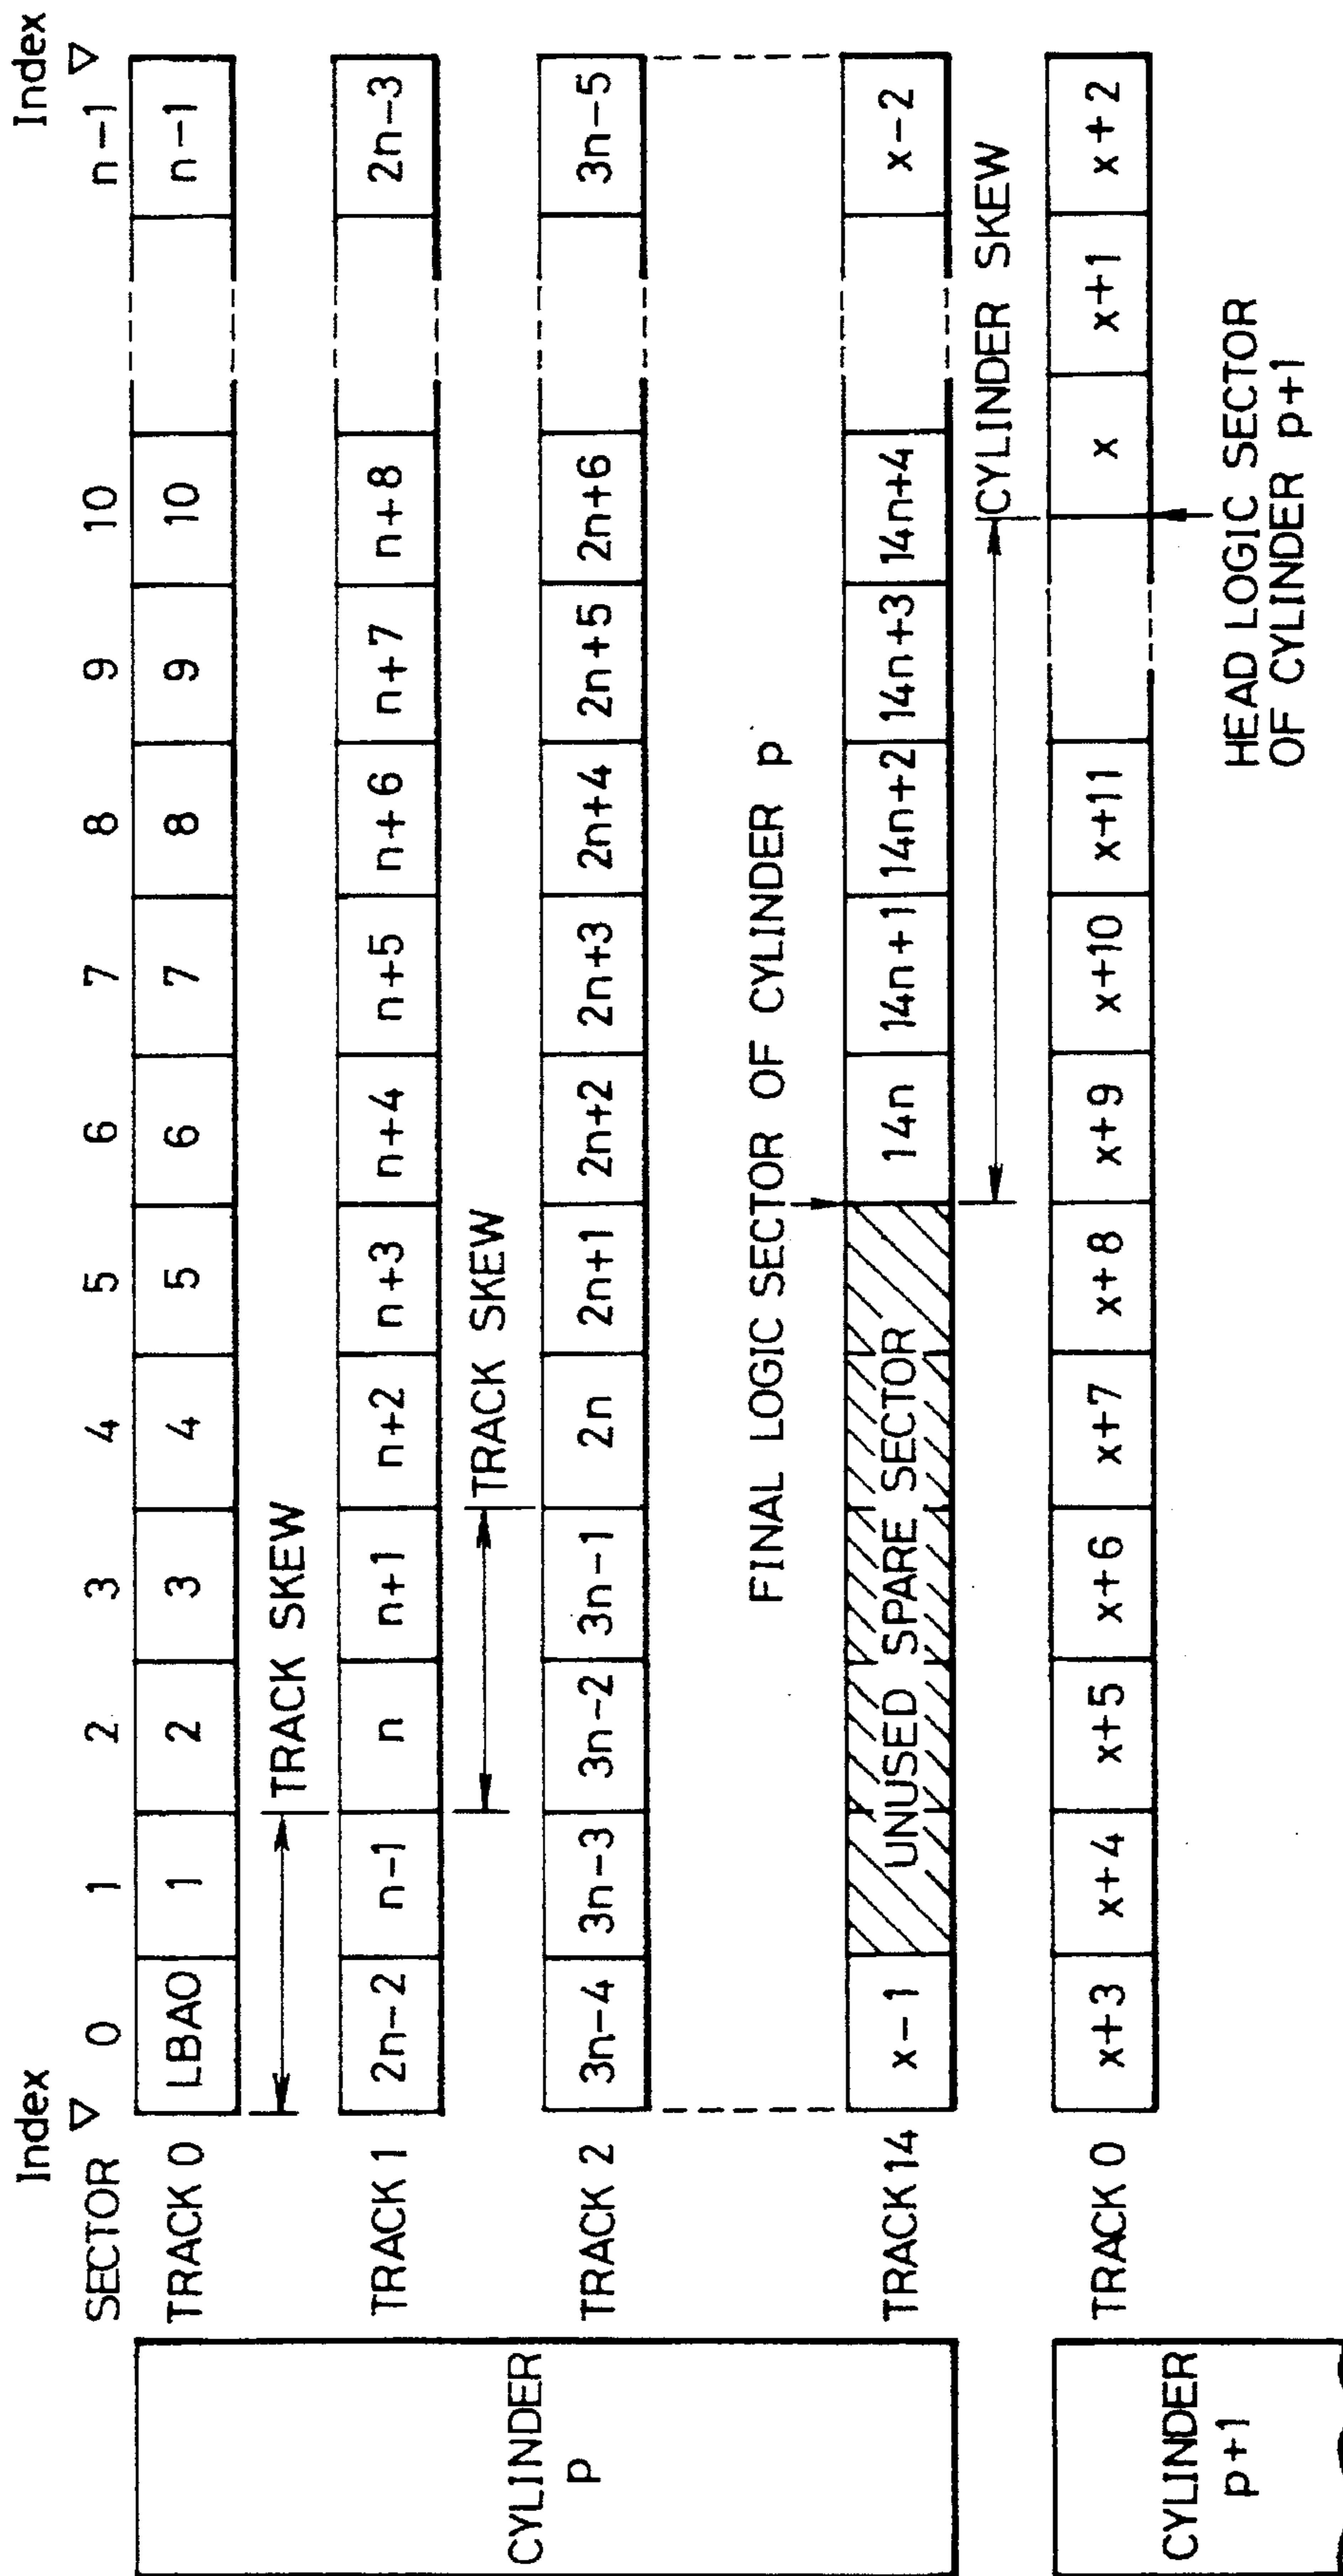 Index
Index
SECTOR 0 1 2 3 4 5 6 7 8 9 10 n-1
TRACK 0 LBA0 1 2 3 4 5 6 7 8 9 10 n-1
TRACK SKEW
TRACK 1 2n-2 n-1 n n+1 n+2 n+3 n+4 n+5 n+6 n+7 n+8 2n-3
TRACK SKEW
TRACK 2 3n-4 3n-3 3n-2 3n-1 2n 2n+1 2n+2 2n+3 2n+4 2n+5 2n+6 3n-5
CYLINDER
p
FINAL LOGIC SECTOR OF CYLINDER p
TRACK 14 x-1 UNUSED SPARE SECTOR 14n 14n+1 14n+2 14n+3 14n+4 x-2
CYLINDER SKEW
TRACK 0 x+3 x+4 x+5 x+6 x+7 x+8 x+9 x+10 x+11 x x+1 x+2
CYLINDER
p+1
HEAD LOGIC SECTOR
OF CYLINDER p+1